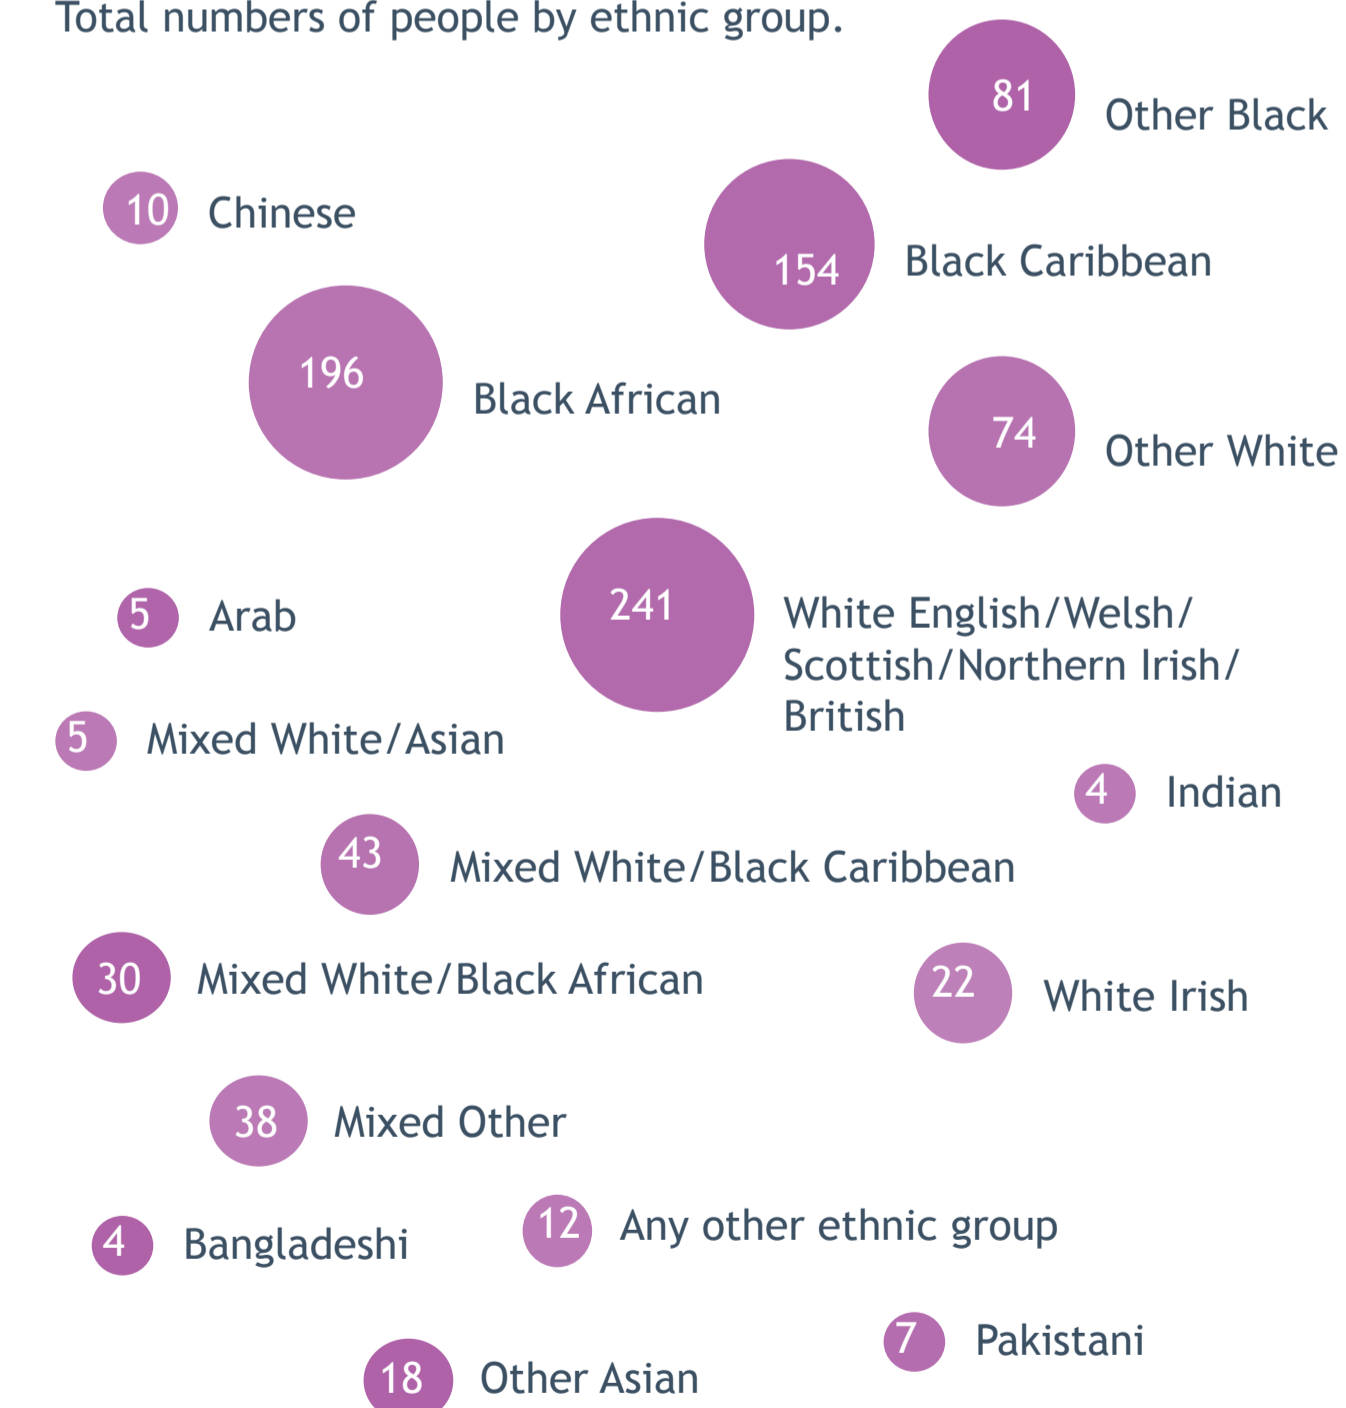 Total numbers of people by ethnic group.
81
Other Black
10
Chinese
154
Black Caribbean
196
Black African
74
Other White
241
White English/Welsh/
Scottish/Northern Irish/
British
5
Arab
5
Mixed White/Asian
4
Indian
43
Mixed White/Black Caribbean
30
Mixed White/Black African
22
White Irish
38
Mixed Other
4
Bangladeshi
12
Any other ethnic group
7
Pakistani
18
Other Asian